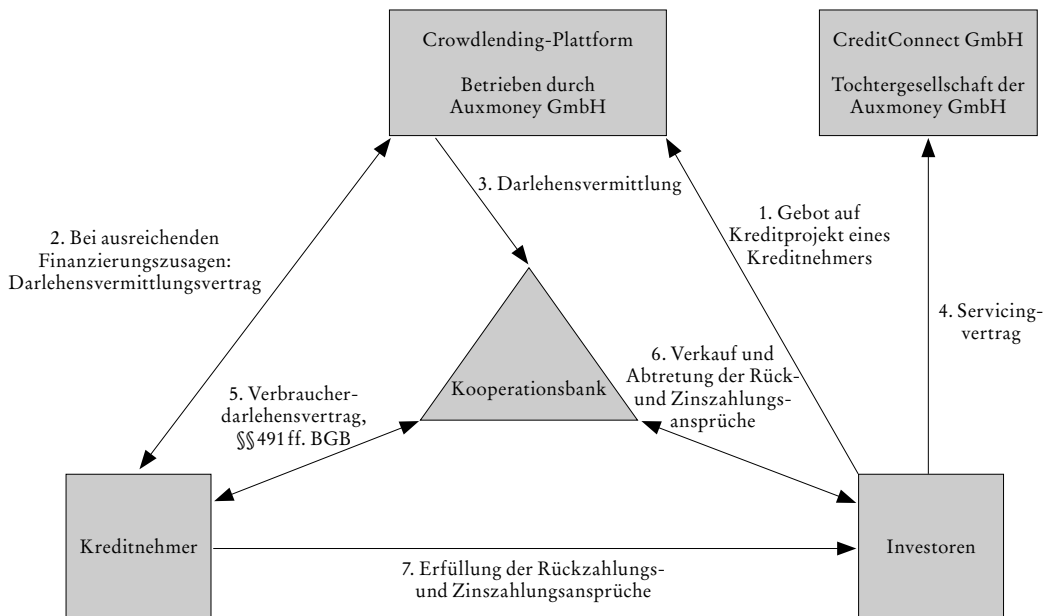 Crowdlending-Plattform
Betrieben durch
Auxmoney GmbH
CreditConnect GmbH
Tochtergesellschaft der
Auxmoney GmbH
3. Darlehensvermittlung
1. Gebot auf
Kreditprojekt eines
Kreditnehmers
2. Bei ausreichenden
Finanzierungszusagen:
Darlehensvermittlungsvertrag
4. Servicing-
vertrag
Kooperationsbank
6. Verkauf und
Abtretung der Rück-
und Zinszahlungs-
ansprüche
5. Verbraucher-
darlehensvertrag,
§§ 491 ff. BGB
Kreditnehmer
Investoren
7. Erfüllung der Rückzahlungs-
und Zinszahlungsansprüche